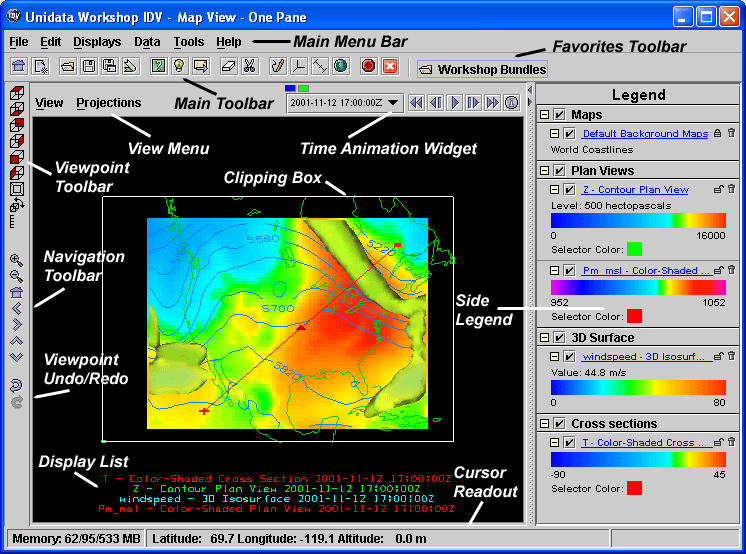 IDV Unidata Workshop IDV - Map View - One Pane
File Edit Displays Data Tools Help
Main Menu Bar
Favorites Toolbar
Workshop Bundles
Main Toolbar
View Projections
2001-11-12 17:00:00Z
View Menu
Time Animation Widget
Viewpoint
Toolbar
Clipping Box
Navigation
Toolbar
Viewpoint
Undo/Redo
S580
S700
Side
Legend
Display List
T - Color-Shaded Cross Section 2001-11-12 17:00:00Z
Z - Contour Plan View 2001-11-12 17:00:00Z
windspeed - 3D Isosurface 2001-11-12 17:00:00Z
Pm_msl - Color-Shaded Plan View 2001-11-12 17:00:00Z
Cursor
Readout
Legend
Maps
Default Background Maps
World Coastlines
Plan Views
Z - Contour Plan View
Level: 500 hectopascals
0 16000
Selector Color:
Pm_msl - Color-Shaded ...
952 1052
Selector Color:
3D Surface
windspeed - 3D Isosurf...
Value: 44.8 m/s
0 80
Cross sections
T - Color-Shaded Cross ...
-90 45
Selector Color:
Memory: 62/95/533 MB Latitude: 69.7 Longitude: -119.1 Altitude: 0.0 m